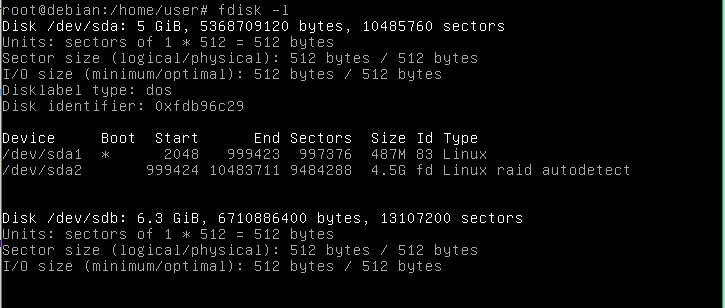 root@debian:/home/user# fdisk -l
Disk /dev/sda: 5 GiB, 5368709120 bytes, 10485760 sectors
Units: sectors of 1 * 512 = 512 bytes
Sector size (logical/physical): 512 bytes / 512 bytes
I/O size (minimum/optimal): 512 bytes / 512 bytes
Disklabel type: dos
Disk identifier: 0xfdb96c29
Device     Boot  Start      End Sectors  Size Id Type
/dev/sda1  *      2048   999423  997376  487M 83 Linux
/dev/sda2       999424 10483711 9484288  4.5G fd Linux raid autodetect
Disk /dev/sdb: 6.3 GiB, 6710886400 bytes, 13107200 sectors
Units: sectors of 1 * 512 = 512 bytes
Sector size (logical/physical): 512 bytes / 512 bytes
I/O size (minimum/optimal): 512 bytes / 512 bytes